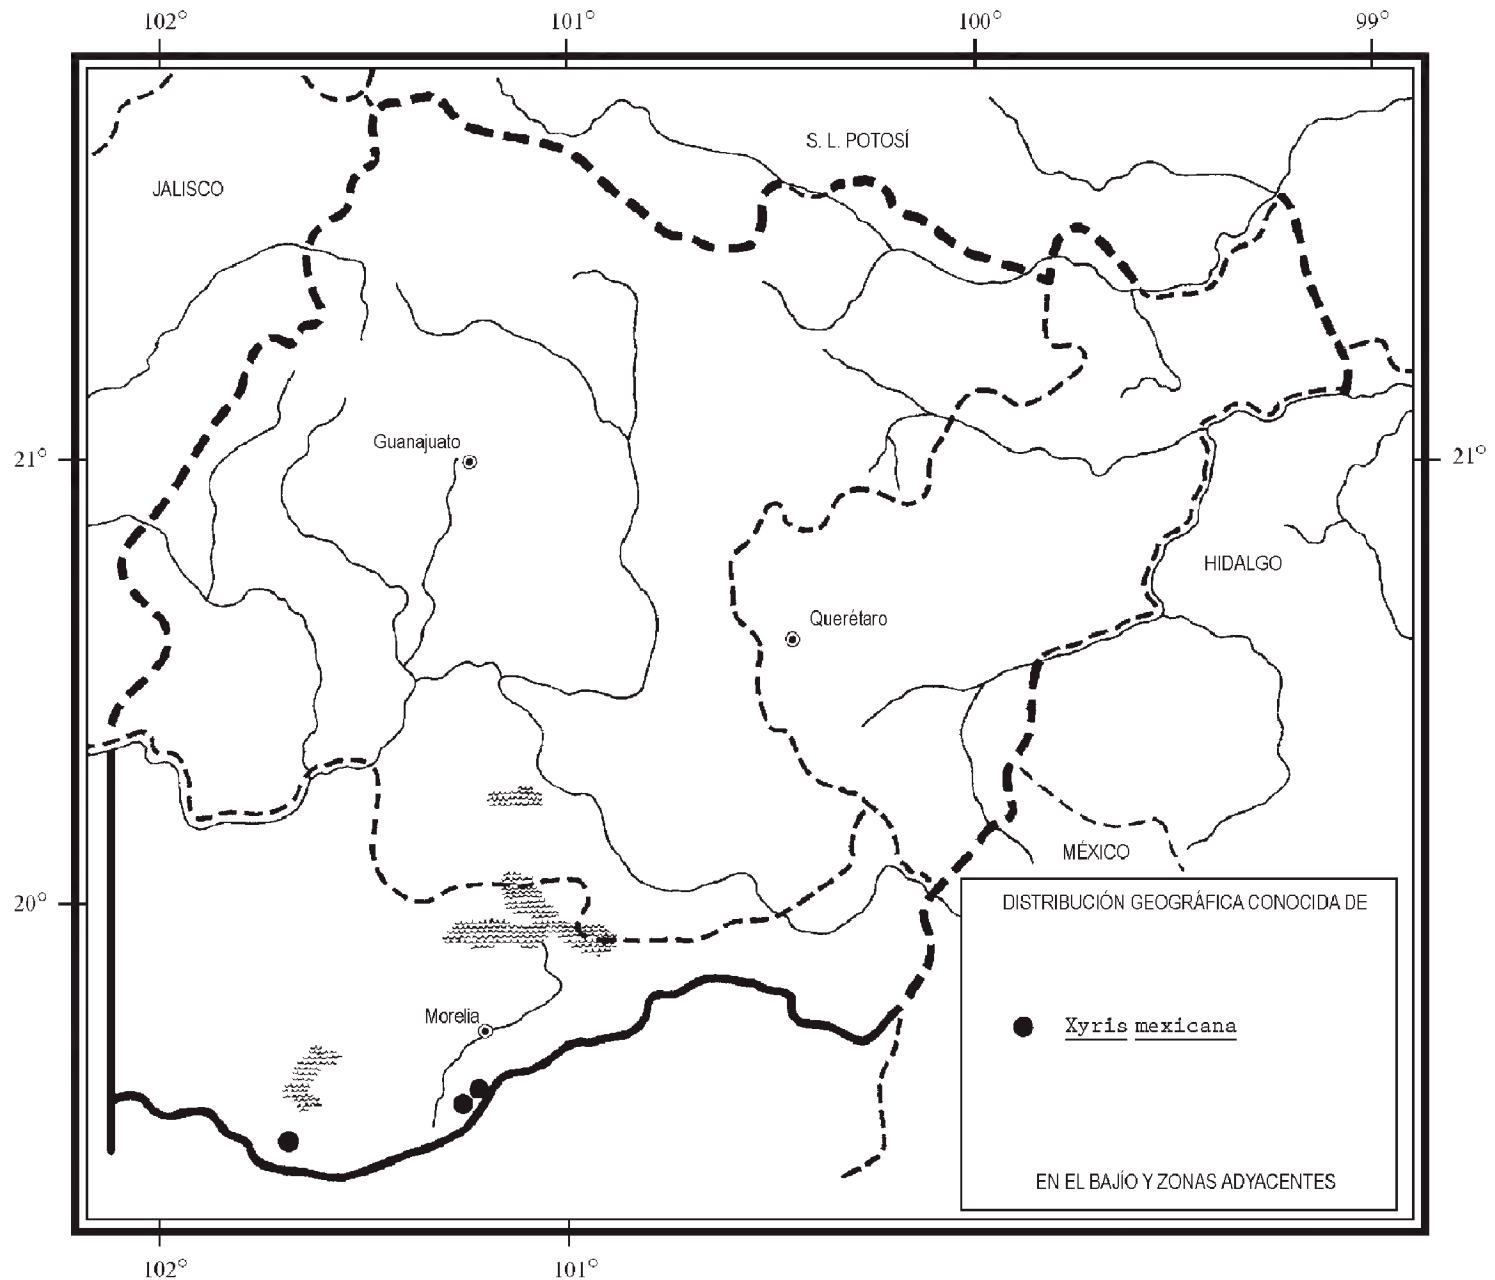 102° 101° 100° 99°
S. L. POTOSÍ
JALISCO
Guanajuato
21° 21°
HIDALGO
Querétaro
MÉXICO
20°
DISTRIBUCIÓN GEOGRÁFICA CONOCIDA DE
Morelia
Xyris mexicana
EN EL BAJÍO Y ZONAS ADYACENTES
102° 101°